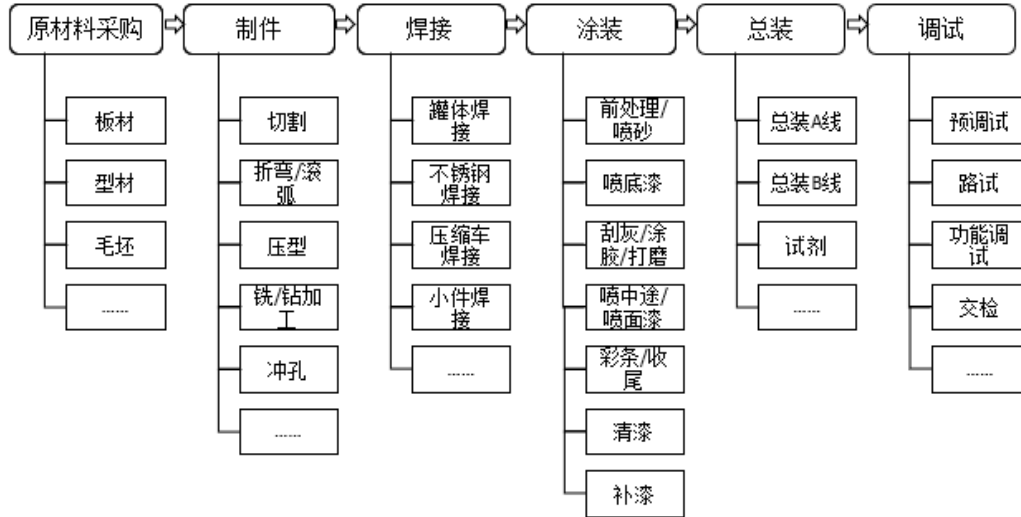 原材料采购
制件
焊接
涂装
总装
调试
板材
型材
毛坯
……
切割
折弯/滚
弧
压型
铣/钻加
工
冲孔
……
罐体焊
接
不锈钢
焊接
压缩车
焊接
小件焊
接
……
前处理/
喷砂
喷底漆
刮灰/涂
胶/打磨
喷中途/
喷面漆
彩条/收
尾
清漆
补漆
总装A线
总装B线
试剂
……
预调试
路试
功能调
试
交检
……